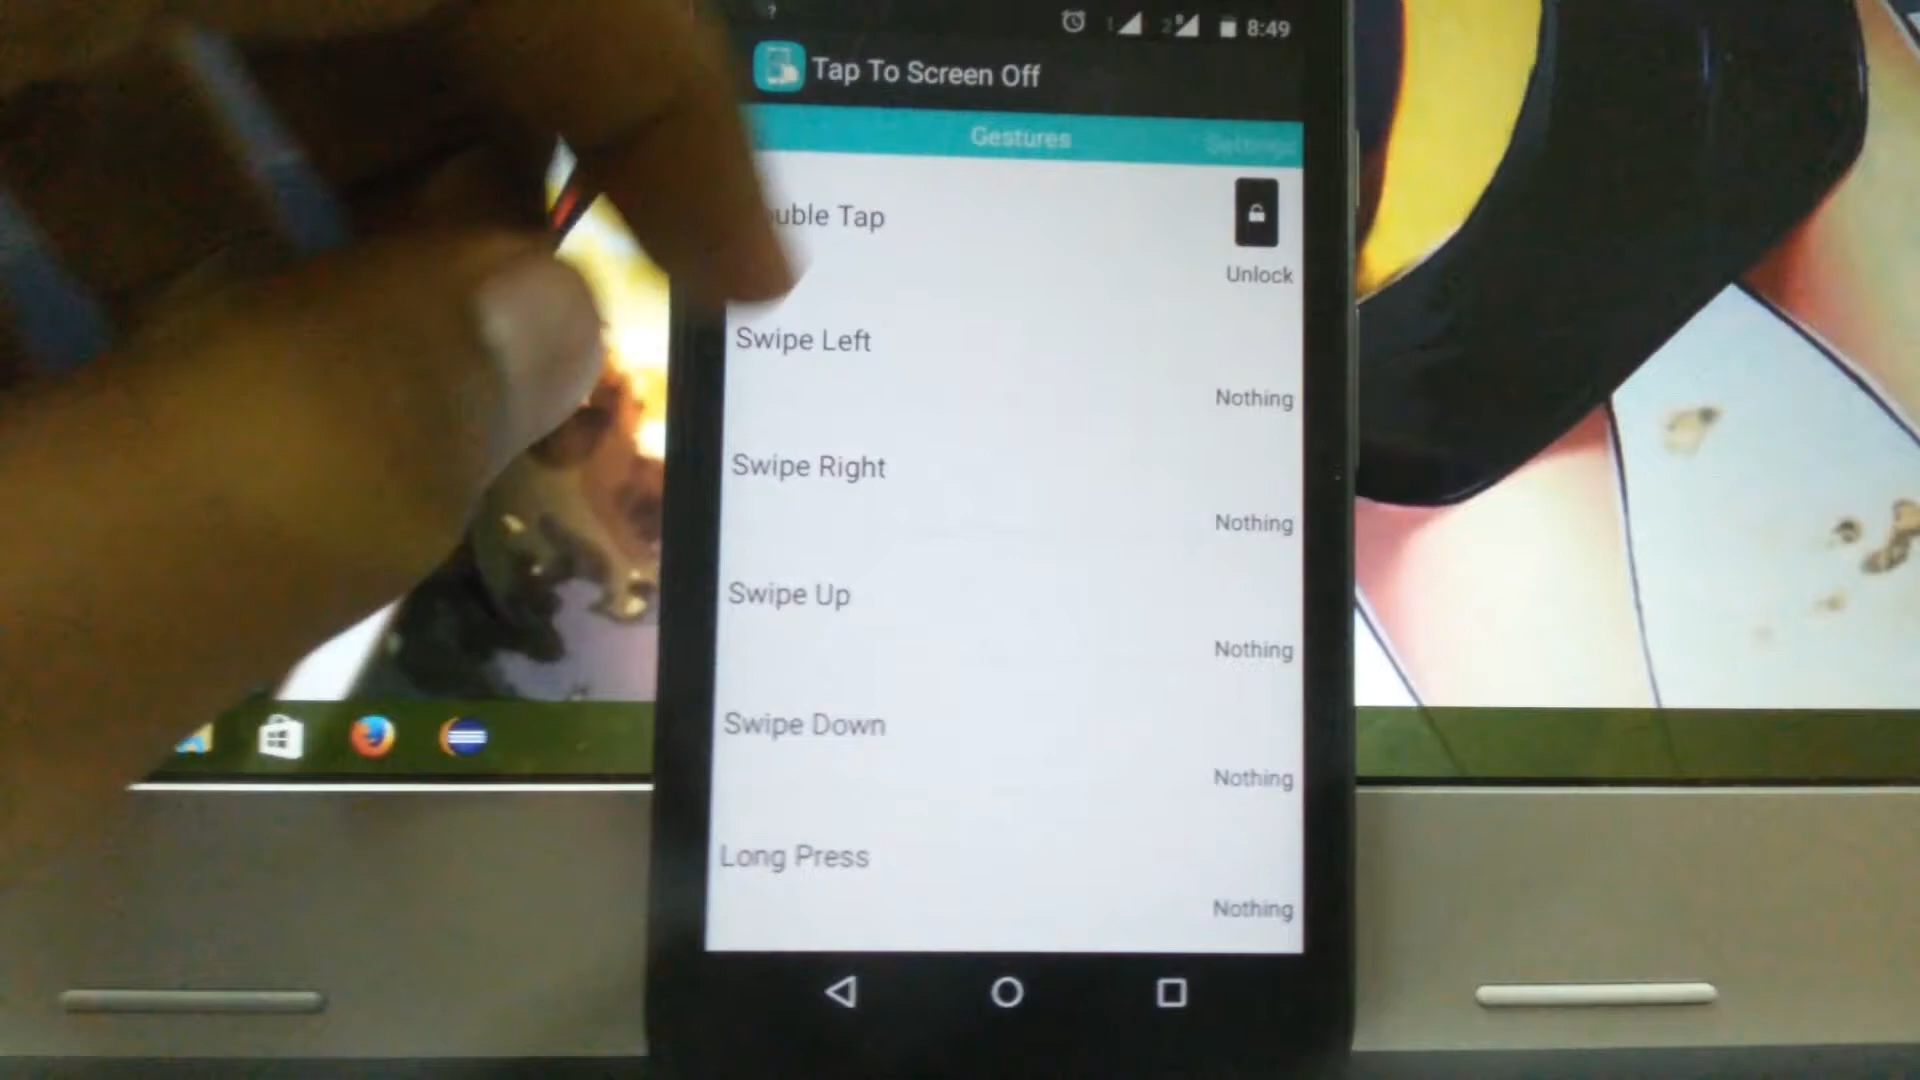 8:49
Tap To Screen Off
Gestures Settings
uble Tap
Unlock
Swipe Left
Nothing
Swipe Right
Nothing
Swipe Up
Nothing
Swipe Down
Nothing
Long Press
Nothing